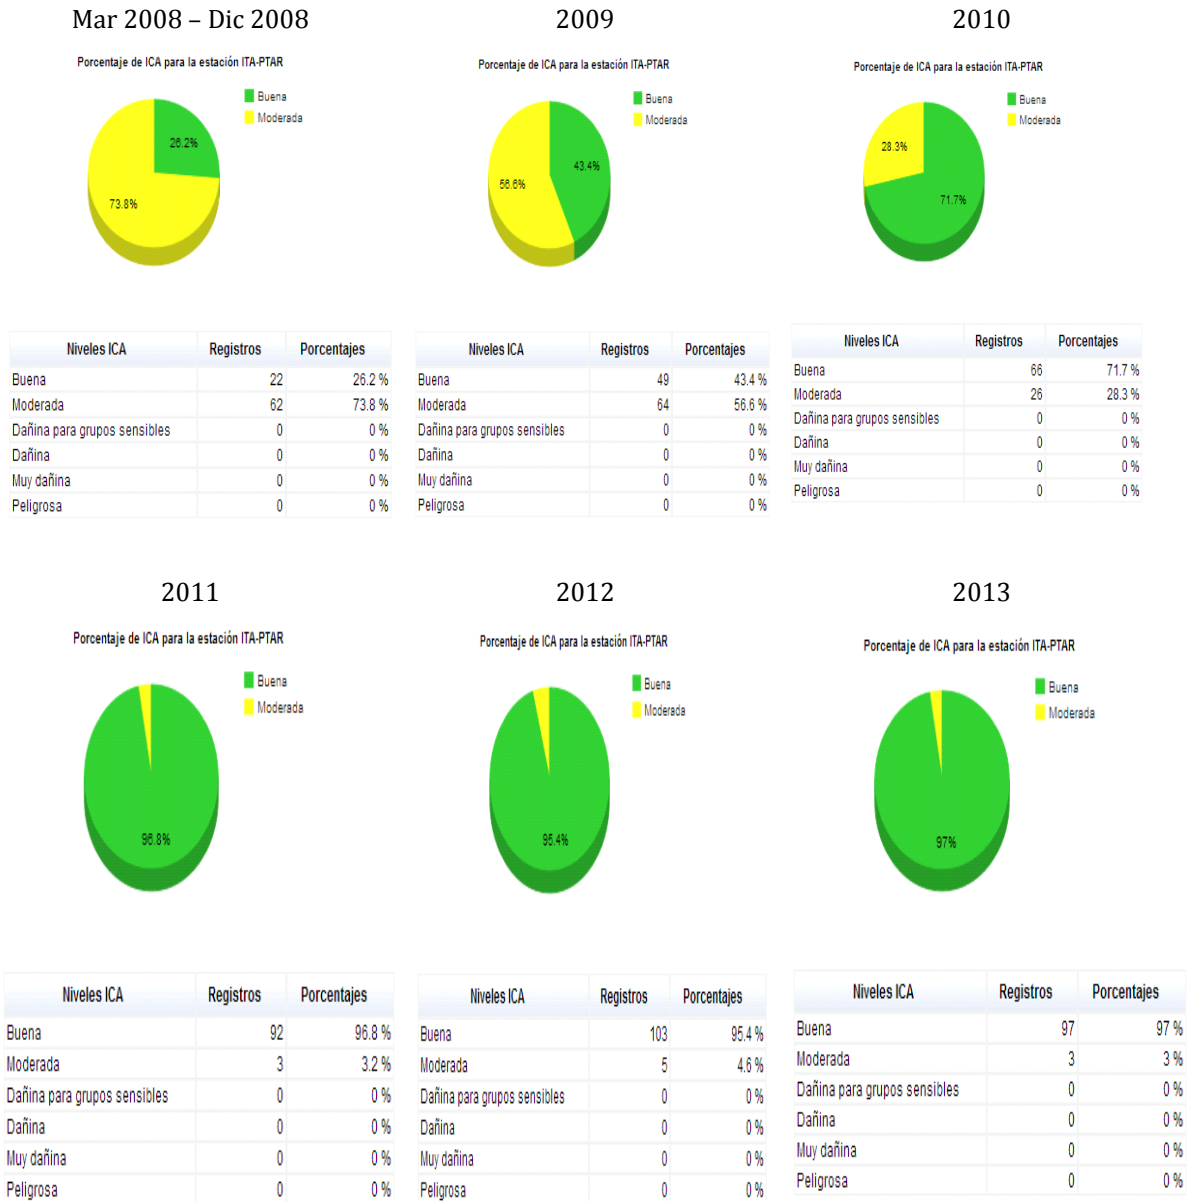 Mar 2008 – Dic 2008
Porcentaje de ICA para la estación ITA-PTAR
Buena
Moderada
26.2%
73.8%
Niveles ICA Registros Porcentajes
Buena 22 26.2 %
Moderada 62 73.8 %
Dañina para grupos sensibles 0 0 %
Dañina 0 0 %
Muy dañina 0 0 %
Peligrosa 0 0 %
2009
Porcentaje de ICA para la estación ITA-PTAR
Buena
Moderada
43.4%
56.6%
Niveles ICA Registros Porcentajes
Buena 49 43.4 %
Moderada 64 56.6 %
Dañina para grupos sensibles 0 0 %
Dañina 0 0 %
Muy dañina 0 0 %
Peligrosa 0 0 %
2010
Porcentaje de ICA para la estación ITA-PTAR
Buena
Moderada
28.3%
71.7%
Niveles ICA Registros Porcentajes
Buena 66 71.7 %
Moderada 26 28.3 %
Dañina para grupos sensibles 0 0 %
Dañina 0 0 %
Muy dañina 0 0 %
Peligrosa 0 0 %
2011
Porcentaje de ICA para la estación ITA-PTAR
Buena
Moderada
96.8%
Niveles ICA Registros Porcentajes
Buena 92 96.8 %
Moderada 3 3.2 %
Dañina para grupos sensibles 0 0 %
Dañina 0 0 %
Muy dañina 0 0 %
Peligrosa 0 0 %
2012
Porcentaje de ICA para la estación ITA-PTAR
Buena
Moderada
95.4%
Niveles ICA Registros Porcentajes
Buena 103 95.4 %
Moderada 5 4.6 %
Dañina para grupos sensibles 0 0 %
Dañina 0 0 %
Muy dañina 0 0 %
Peligrosa 0 0 %
2013
Porcentaje de ICA para la estación ITA-PTAR
Buena
Moderada
97%
Niveles ICA Registros Porcentajes
Buena 97 97 %
Moderada 3 3 %
Dañina para grupos sensibles 0 0 %
Dañina 0 0 %
Muy dañina 0 0 %
Peligrosa 0 0 %